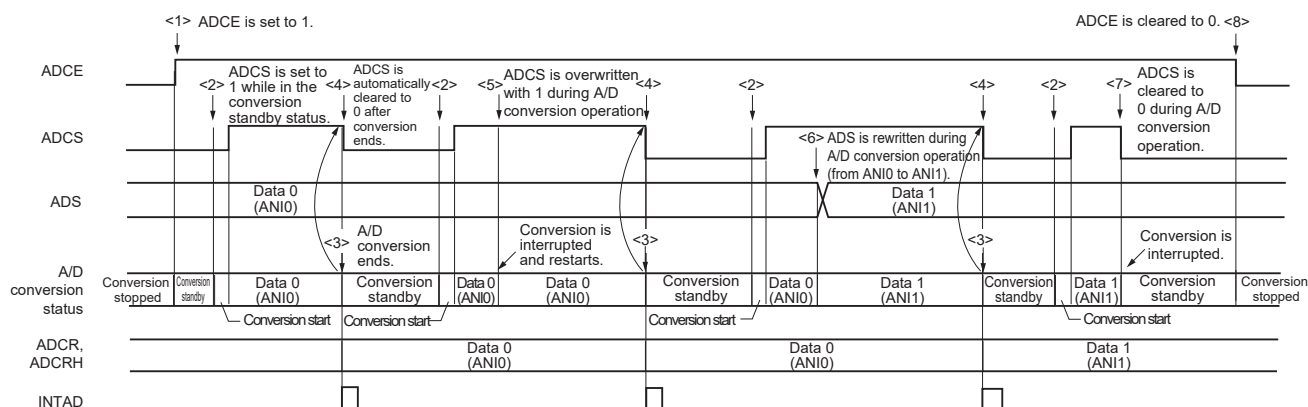 <1> ADCE is set to 1.
ADCE is cleared to 0. <8>
ADCE
<2>
ADCS is set to
1 while in the
conversion
standby status.
<4>
ADCS is
automatically
cleared to
0 after
conversion
ends.
<2>
<5>
ADCS is overwritten
with 1 during A/D
conversion operation.
<4>
<2>
<4>
<2>
<7>
ADCS is
cleared to
0 during A/D
conversion
operation.
ADCS
<6> ADS is rewritten during
A/D conversion operation
(from ANI0 to ANI1).
ADS
Data 0
(ANI0)
Data 1
(ANI1)
<3>
A/D
conversion
ends.
Conversion is
interrupted
and restarts.
<3>
<3>
Conversion is
interrupted.
A/D
conversion
status
Conversion
stopped
Conversion
standby
Data 0
(ANI0)
Conversion
standby
Data 0
(ANI0)
Data 0
(ANI0)
Conversion
standby
Data 0
(ANI0)
Data 1
(ANI1)
Conversion
standby
Data 1
(ANI1)
Conversion
standby
Conversion
stopped
Conversion start
Conversion start
Conversion start
Conversion start
ADCR,
ADCRH
Data 0
(ANI0)
Data 0
(ANI0)
Data 1
(ANI1)
INTAD